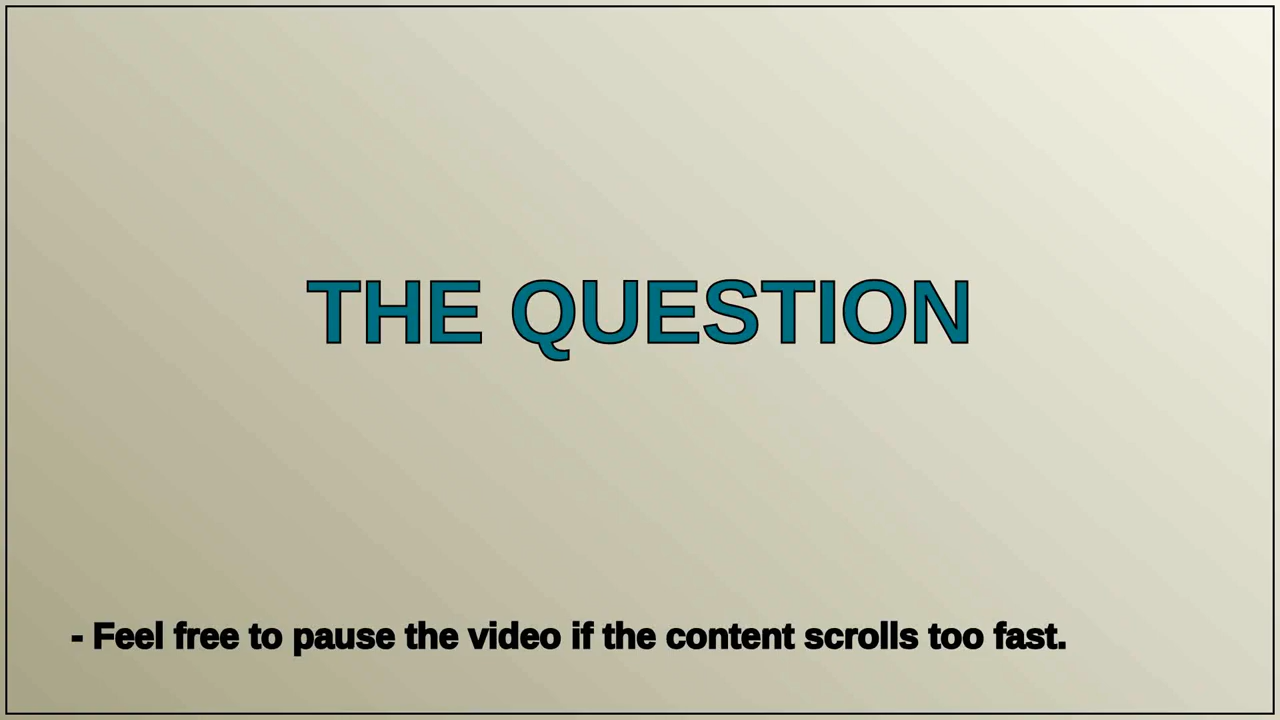 THE QUESTION
- Feel free to pause the video if the content scrolls too fast.